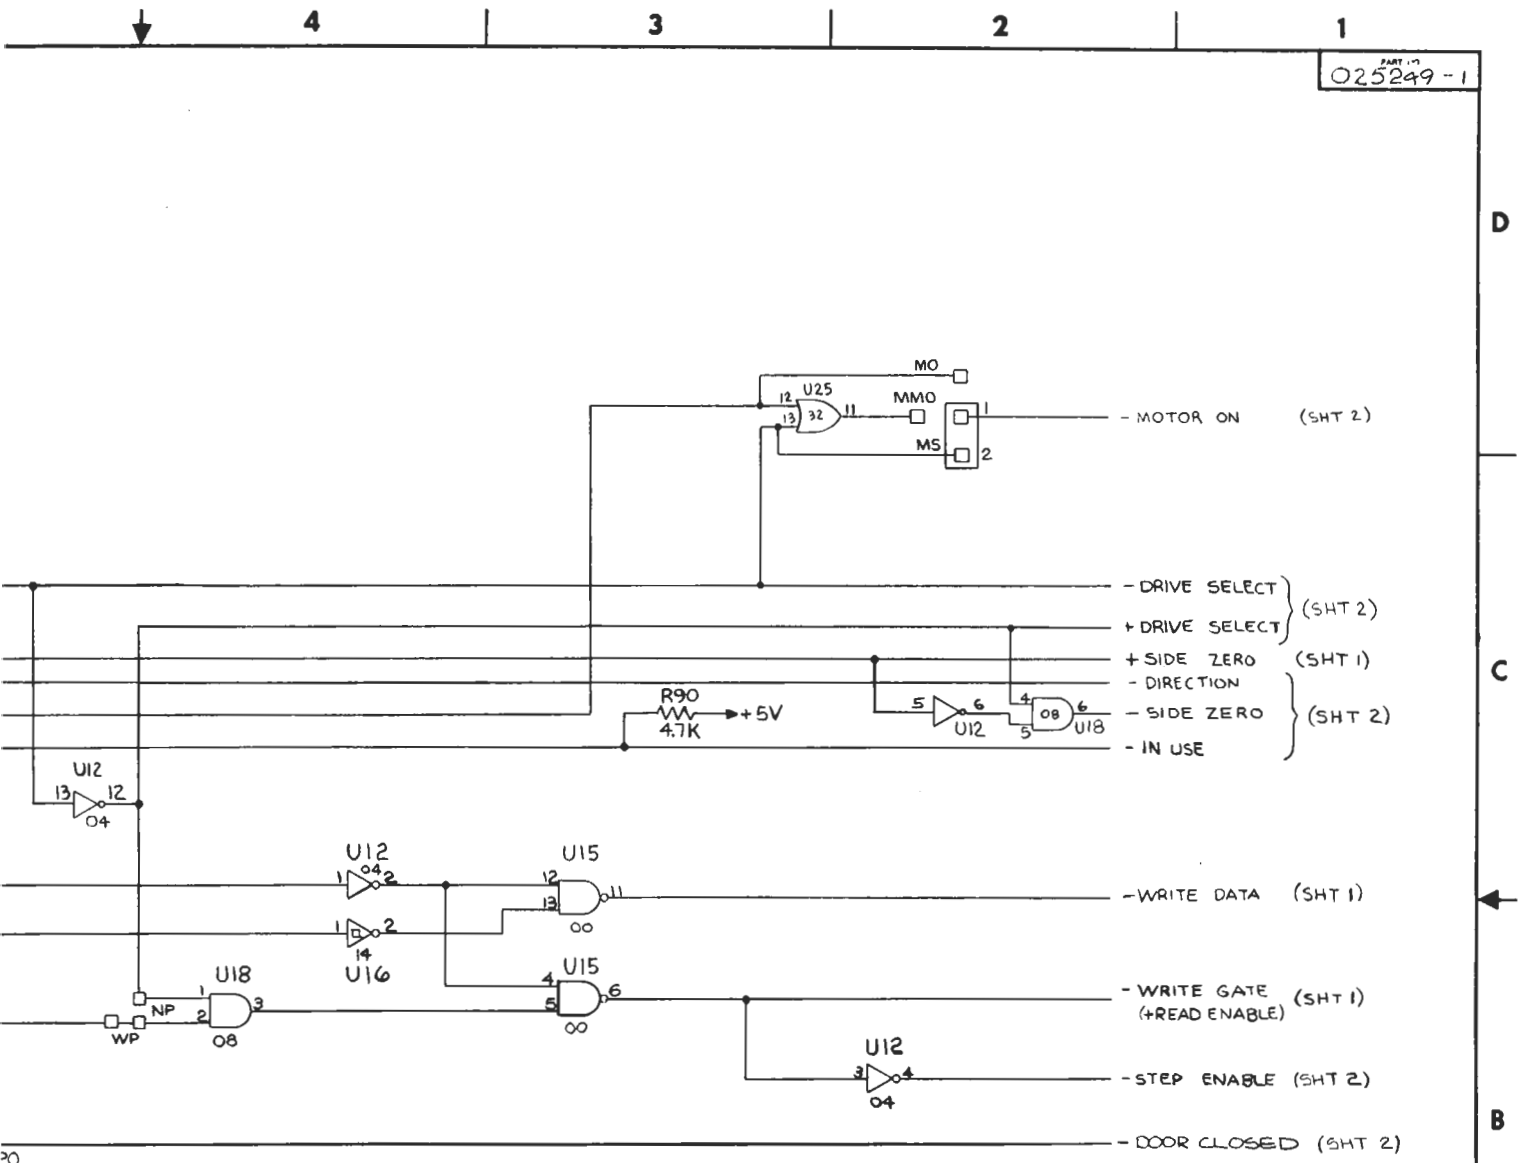 4 3 2 1
PART
025249-1
D
MO
U25
MMO
12
32
11
1
- MOTOR ON (SHT 2)
13
MS
2
- DRIVE SELECT
(SHT 2)
+ DRIVE SELECT
+ SIDE ZERO (SHT 1)
- DIRECTION
C
R90
+5V
4.7K
5
6
U12
4
08
6
5
U18
- SIDE ZERO
(SHT 2)
- IN USE
U12
13
12
04
U12
04
1
2
U15
12
11
13
00
- WRITE DATA (SHT 1)
1
2
14
U16
U18
1
3
2
08
NP
WP
U15
4
6
5
00
- WRITE GATE (SHT 1)
(+READ ENABLE)
U12
3
4
04
- STEP ENABLE (SHT 2)
B
- DOOR CLOSED (SHT 2)